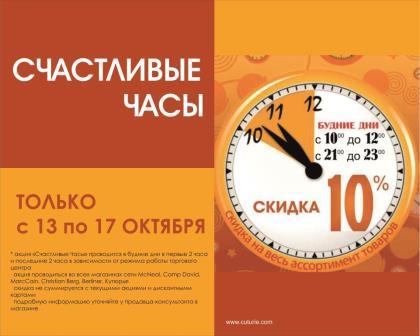 СЧАСТЛИВЫЕ
ЧАСЫ
ТОЛЬКО
с 13 по 17 ОКТЯБРЯ
* акция «Счастливые Часы» проводится в будни дни в первые 2 часа
и последние 2 часа в зависимости от режима работы торгового
центра
акция проводиться во всех магазинах сети McNeal, Camp David,
MarcCain, Christian Berg, Berliner, Кутюрье
скидка не суммируется с текущими акциями и дисконтными
картами
подробную информацию уточняйте у продавца-консультанта в
магазине
10 11 12
БУДНИЕ ДНИ
с 10⁰⁰ до 12⁰⁰
с 21⁰⁰ до 23⁰⁰
СКИДКА 10%
скидка на весь ассортимент товаров
www.cuturie.com